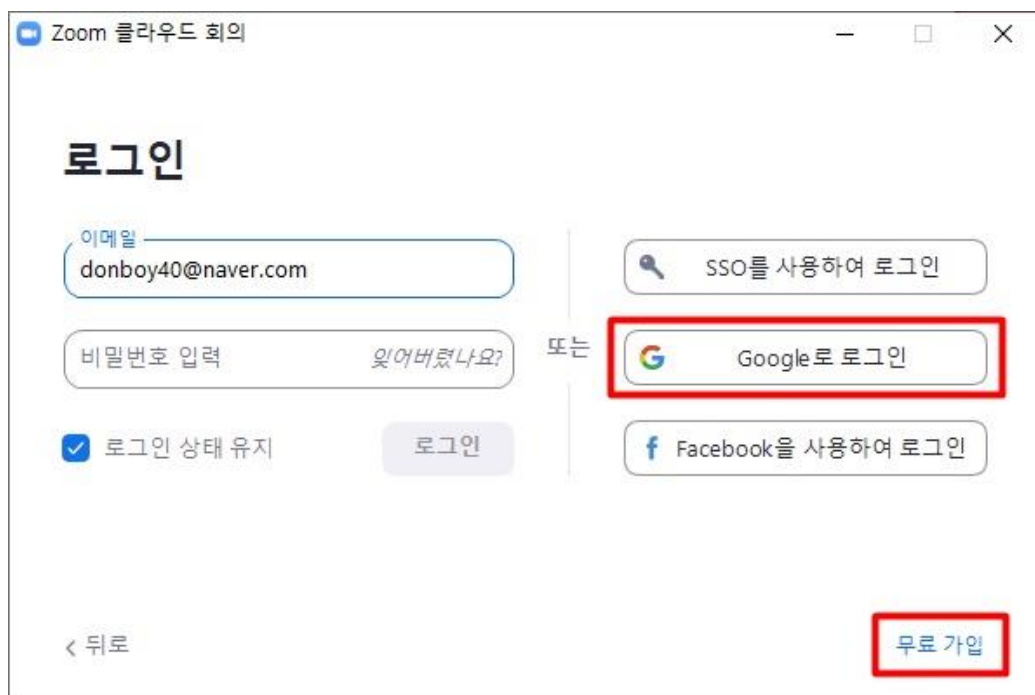 Zoom 클라우드 회의
로그인
이메일
donboy40@naver.com
비밀번호 입력 잊어버렸나요?
로그인 상태 유지 로그인
또는
SSO를 사용하여 로그인
Google로 로그인
Facebook을 사용하여 로그인
뒤로
무료 가입